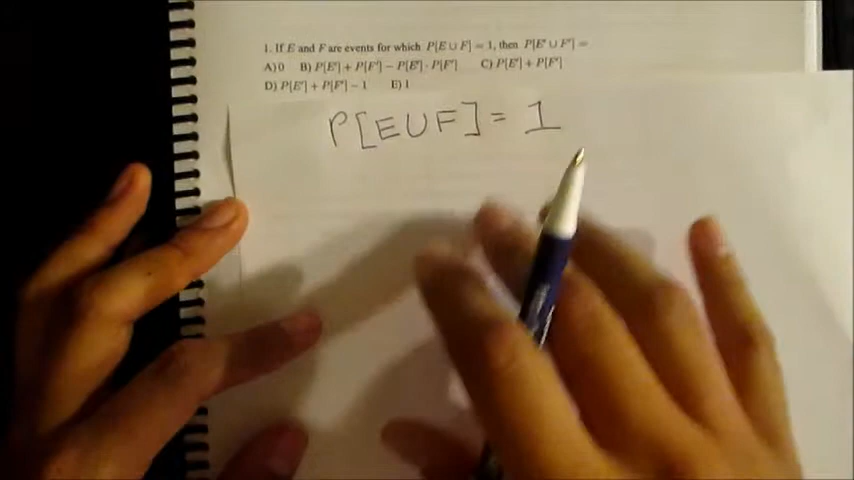 1. If E and F are events for which P[E ∪ F] = 1, then P[E' ∪ F'] =
A) 0 B) P[E'] + P[F'] − P[E'] · P[F'] C) P[E'] + P[F']
D) P[E'] + P[F'] − 1 E) 1
P[E∪F] = 1